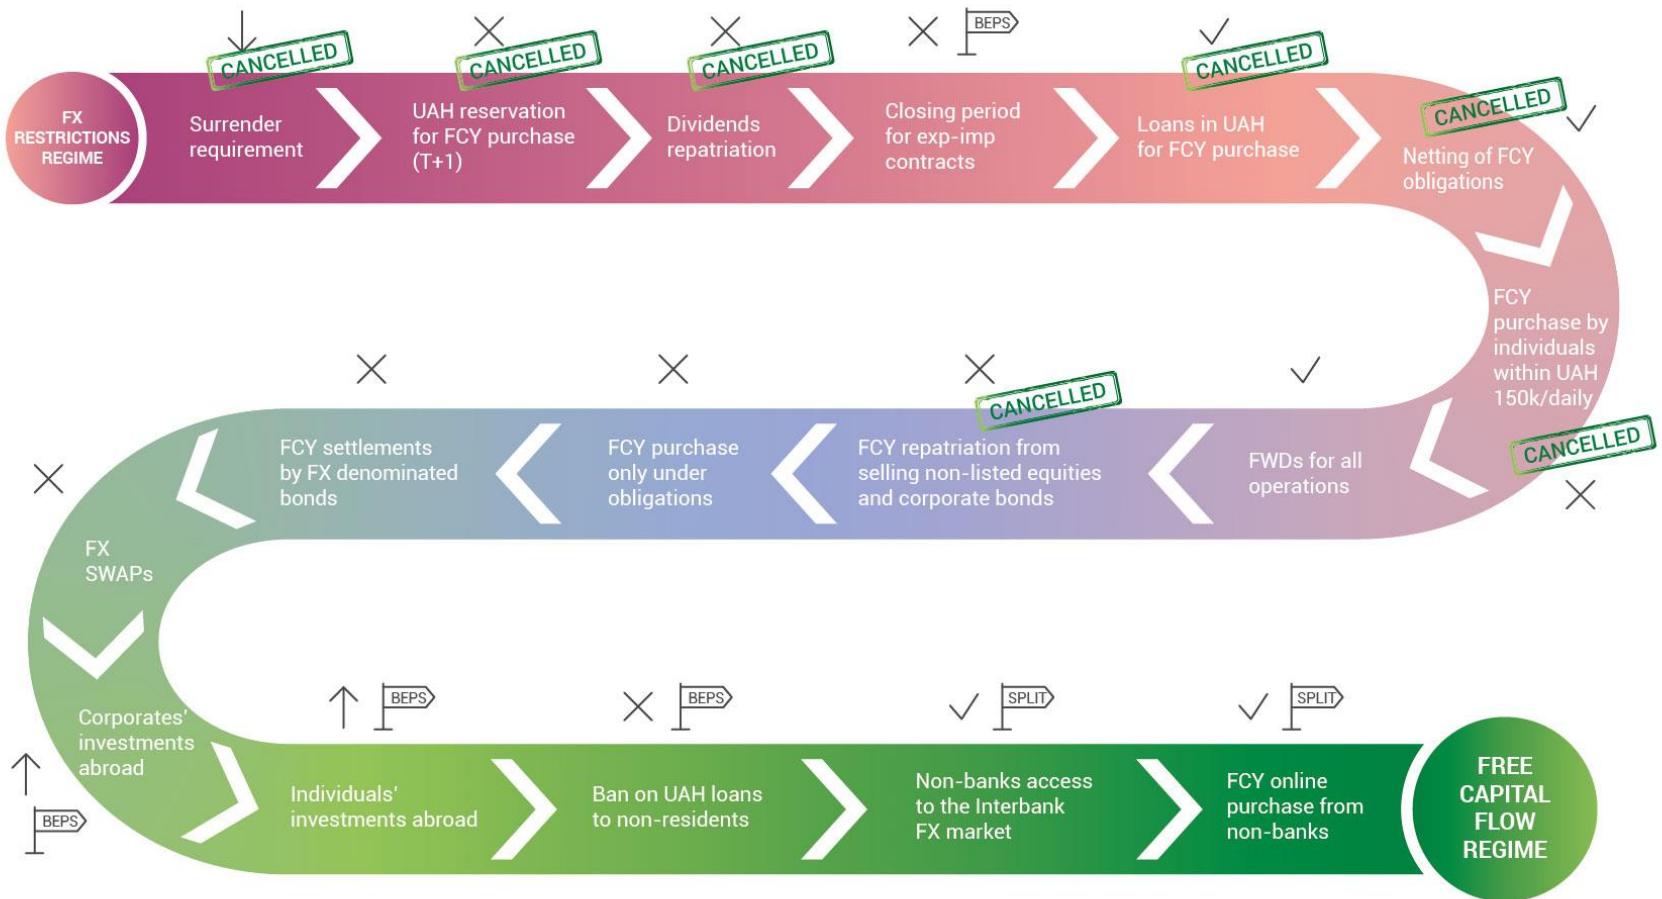 FX
RESTRICTIONS
REGIME
CANCELLED
Surrender
requirement
CANCELLED
UAH reservation
for FCY purchase
(T+1)
CANCELLED
Dividends
repatriation
BEPS
Closing period
for exp-imp
contracts
CANCELLED
Loans in UAH
for FCY purchase
CANCELLED
Netting of FCY
obligations
FCY
purchase by
individuals
within UAH
150k/daily
CANCELLED
FWDs for all
operations
CANCELLED
FCY repatriation from
selling non-listed equities
and corporate bonds
FCY purchase
only under
obligations
FCY settlements
by FX denominated
bonds
FX
SWAPs
Corporates'
investments
abroad
BEPS
BEPS
Individuals'
investments abroad
BEPS
Ban on UAH loans
to non-residents
SPLIT
Non-banks access
to the Interbank
FX market
SPLIT
FCY online
purchase from
non-banks
FREE
CAPITAL
FLOW
REGIME